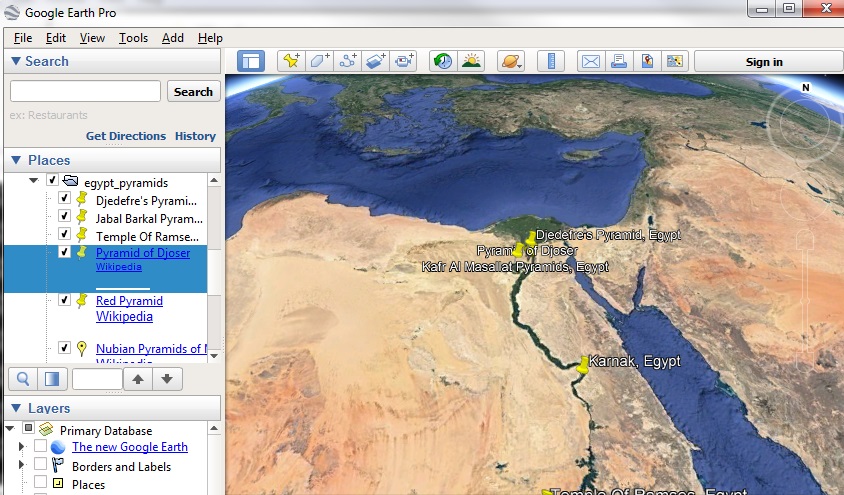 Google Earth Pro
File Edit View Tools Add Help
Search
Search
ex: Restaurants
Get Directions History
Places
egypt_pyramids
Djedefre's Pyrami...
Jabal Barkal Pyram...
Temple Of Ramse...
Pyramid of Djoser
Wikipedia
Red Pyramid
Wikipedia
Nubian Pyramids of
Wikipedia
Layers
Primary Database
The new Google Earth
Borders and Labels
Places
Sign in
N
Djedefre's Pyramid, Egypt
Pyramid of Djoser
Kafr Al Masallat Pyramids, Egypt
Karnak, Egypt
Temple Of Ramses, Egypt